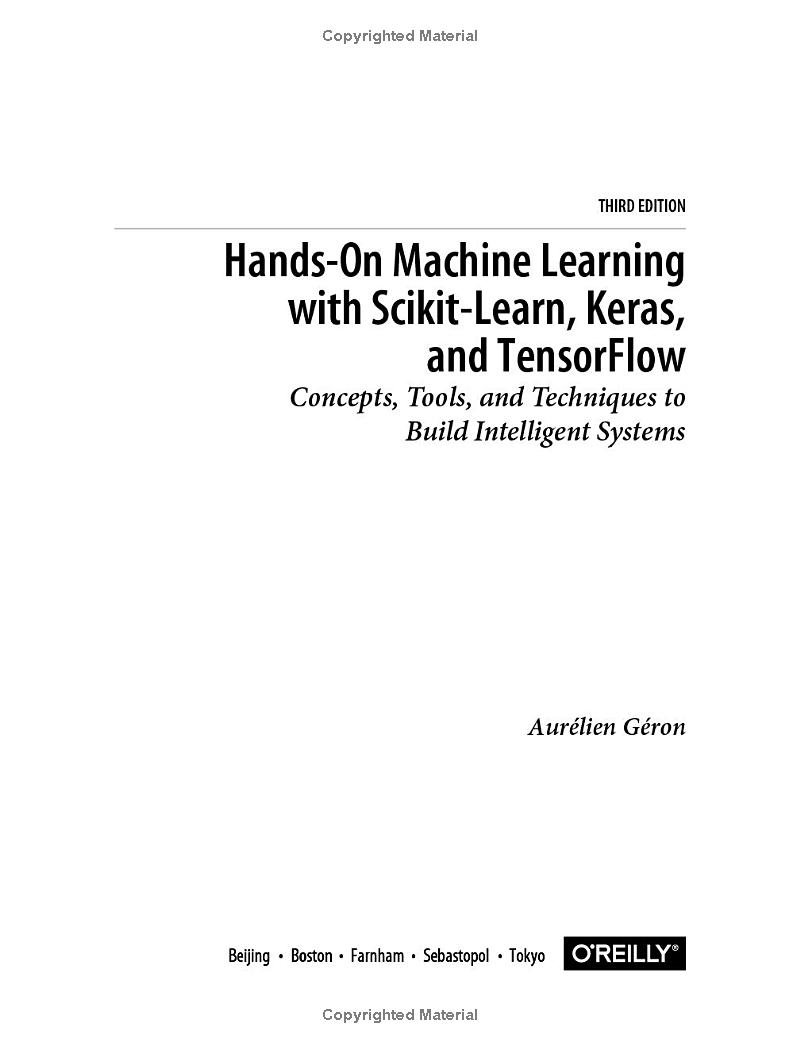 Copyrighted Material
THIRD EDITION
Hands-On Machine Learning
with Scikit-Learn, Keras,
and TensorFlow
Concepts, Tools, and Techniques to
Build Intelligent Systems
Aurélien Géron
Beijing • Boston • Farnham • Sebastopol • Tokyo O'REILLY®
Copyrighted Material